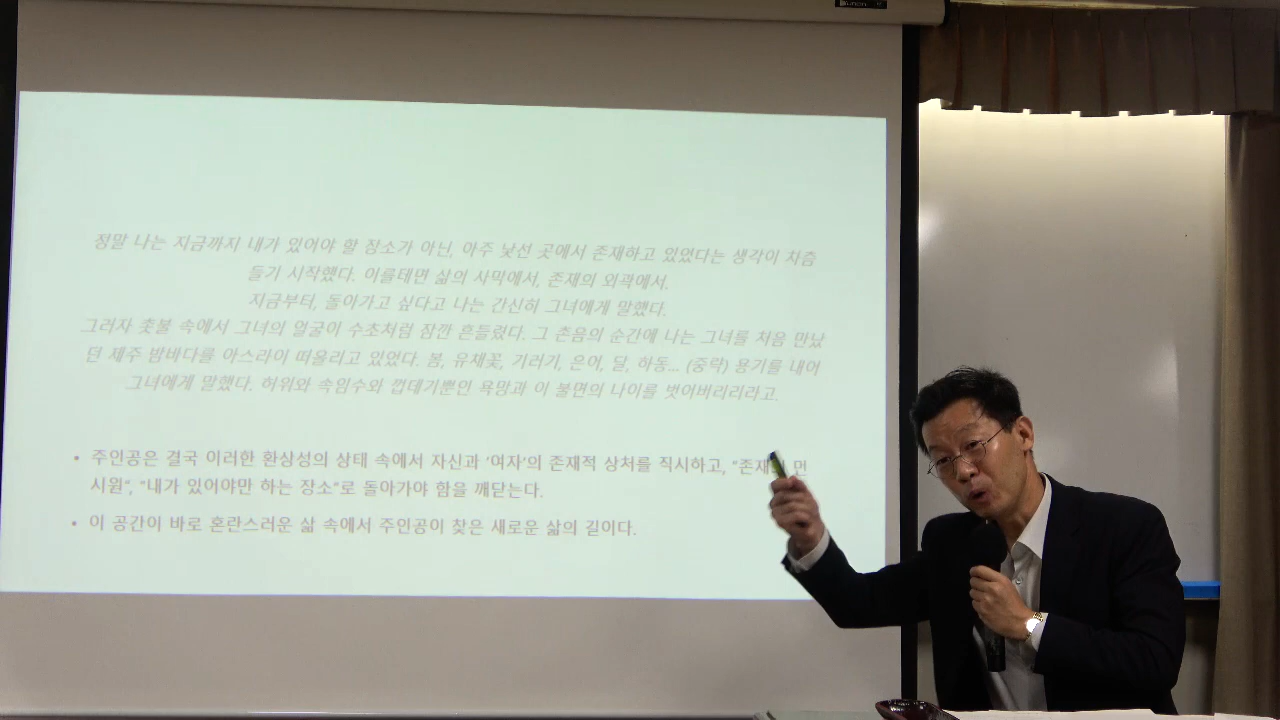 정말 나는 지금까지 내가 있어야 할 장소가 아닌, 아주 낯선 곳에서 존재하고 있었다는 생각이 차츰
들기 시작했다. 이를테면 삶의 사막에서, 존재의 외곽에서.
지금부터, 돌아가고 싶다고 나는 간신히 그녀에게 말했다.
그러자 촛불 속에서 그녀의 얼굴이 수초처럼 잠깐 흔들렸다. 그 촌음의 순간에 나는 그녀를 처음 만났
던 제주 밤바다를 아스라이 떠올리고 있었다. 봄, 유채꽃, 기러기, 은어, 달, 하동... (중략) 용기를 내어
그녀에게 말했다. 허위와 속임수와 껍데기뿐인 욕망과 이 불면의 나이를 벗어버리리라고.
• 주인공은 결국 이러한 환상성의 상태 속에서 자신과 '여자'의 존재적 상처를 직시하고, "존재 먼
시원", "내가 있어야만 하는 장소"로 돌아가야 함을 깨닫는다.
• 이 공간이 바로 혼란스러운 삶 속에서 주인공이 찾은 새로운 삶의 길이다.